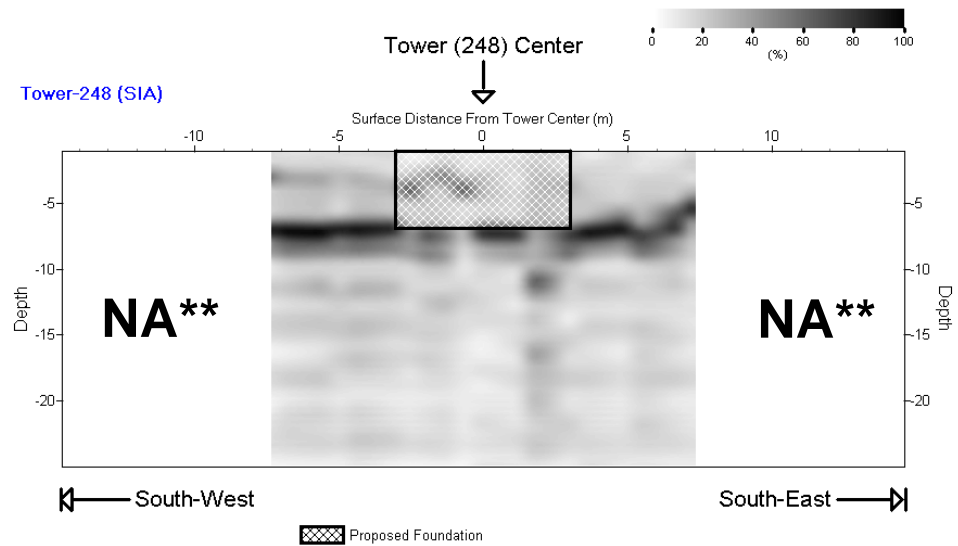 0 20 40 60 80 100
(%)
Tower (248) Center
Tower-248 (SIA)
Surface Distance From Tower Center (m)
-10 -5 0 5 10
-5 -5
-10 -10
-15 -15
-20 -20
Depth
Depth
NA**
NA**
South-West
South-East
Proposed Foundation